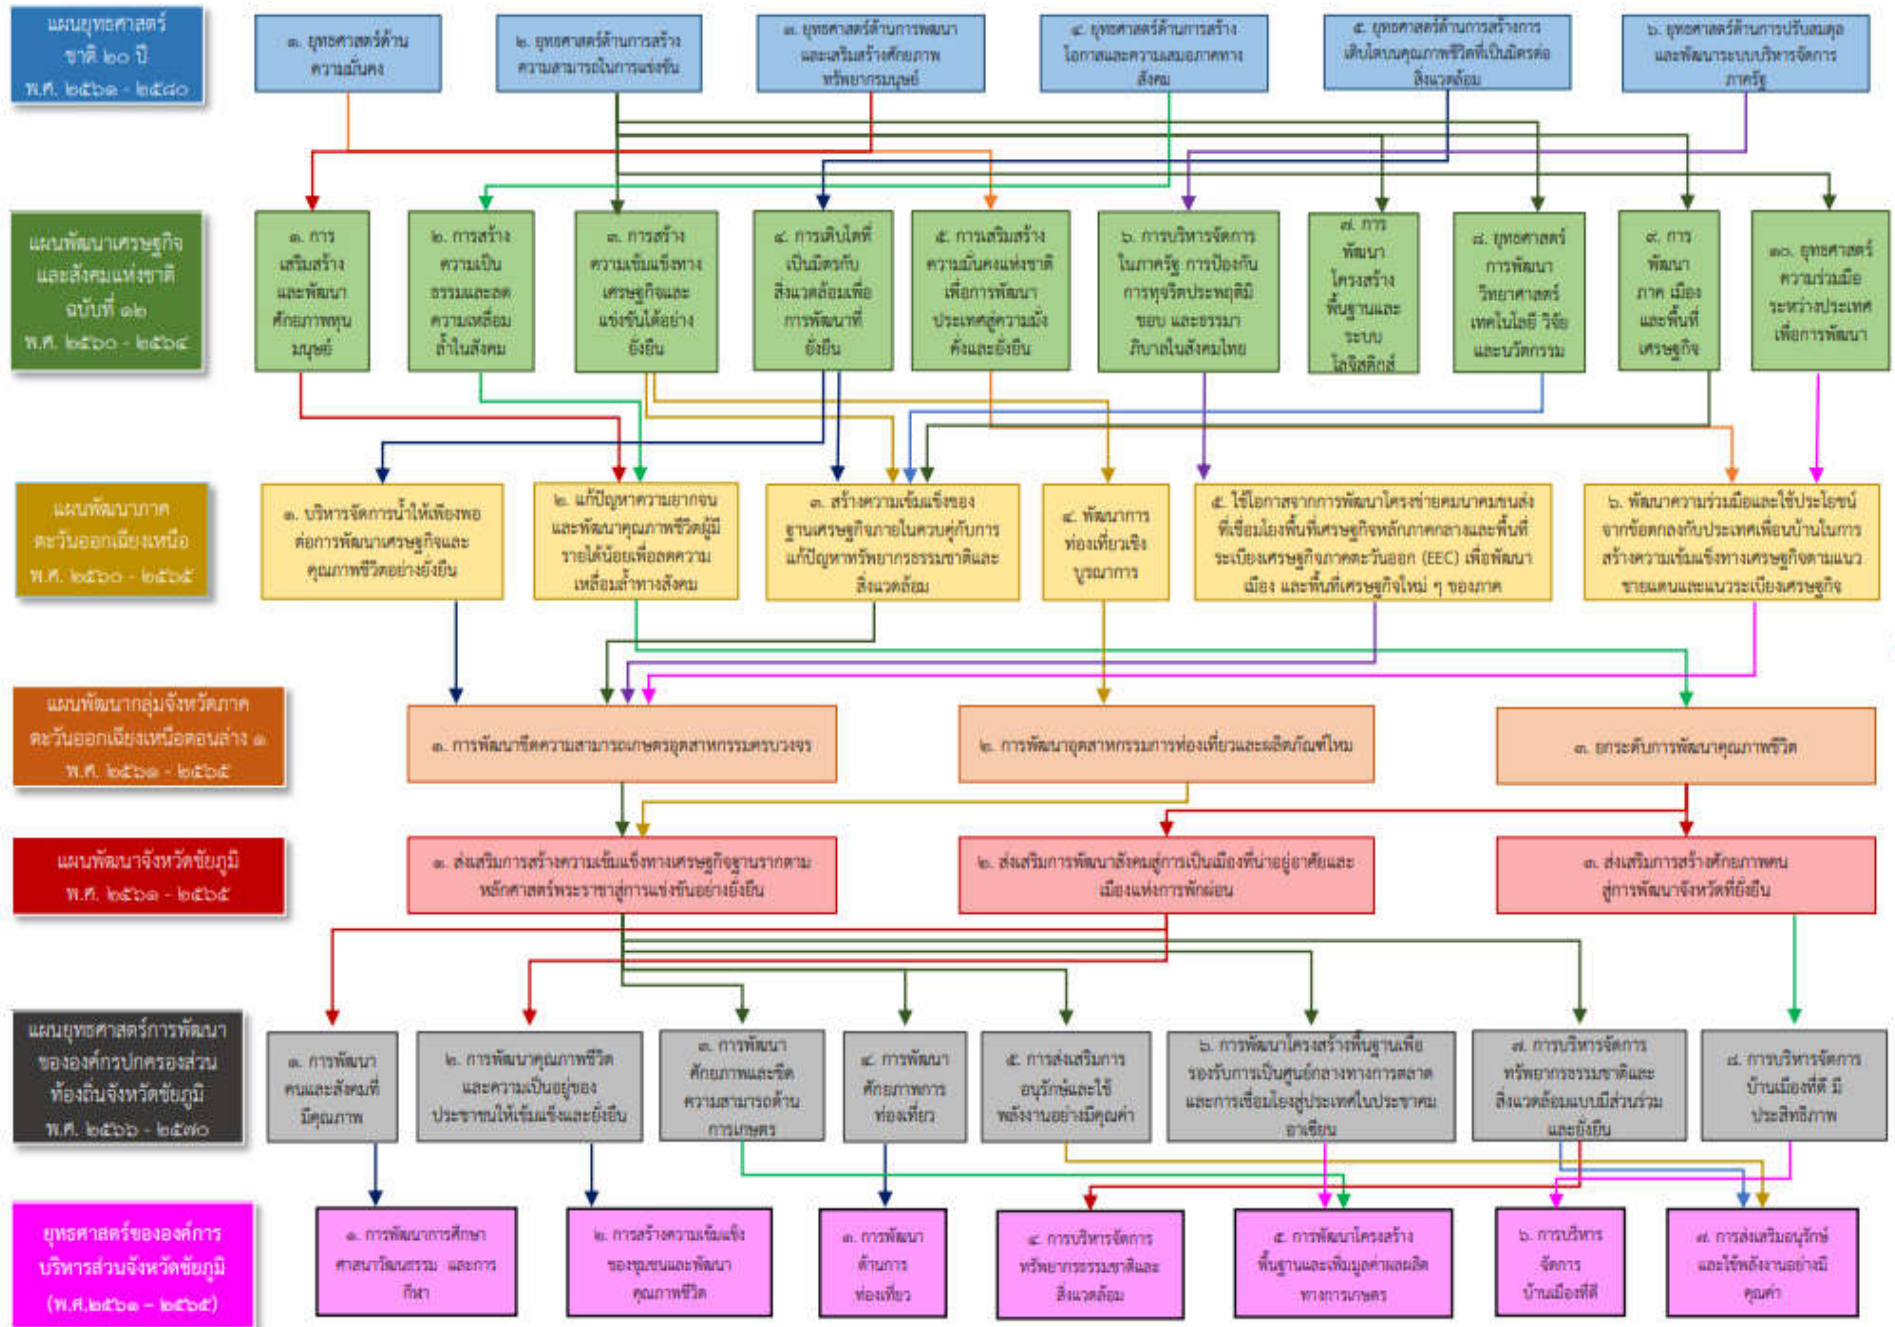 แผนยุทธศาสตร์
ชาติ ๒๐ ปี
พ.ศ. ๒๕๖๑ - ๒๕๘๐
๑. ยุทธศาสตร์ด้าน
ความมั่นคง
๒. ยุทธศาสตร์ด้านการสร้าง
ความสามารถในการแข่งขัน
๓. ยุทธศาสตร์ด้านการพัฒนา
และเสริมสร้างศักยภาพ
ทรัพยากรมนุษย์
๔. ยุทธศาสตร์ด้านการสร้าง
โอกาสและความเสมอภาคทาง
สังคม
๕. ยุทธศาสตร์ด้านการสร้างการ
เติบโตบนคุณภาพชีวิตที่เป็นมิตรต่อ
สิ่งแวดล้อม
๖. ยุทธศาสตร์ด้านการปรับสมดุล
และพัฒนาระบบบริหารจัดการ
ภาครัฐ
แผนพัฒนาเศรษฐกิจ
และสังคมแห่งชาติ
ฉบับที่ ๑๒
พ.ศ. ๒๕๖๐ - ๒๕๖๔
๑. การ
เสริมสร้าง
และพัฒนา
ศักยภาพทุน
มนุษย์
๒. การสร้าง
ความเป็น
ธรรมและลด
ความเหลื่อม
ล้ำในสังคม
๓. การสร้าง
ความเข้มแข็งทาง
เศรษฐกิจและ
แข่งขันได้อย่าง
ยั่งยืน
๔. การเติบโตที่
เป็นมิตรกับ
สิ่งแวดล้อมเพื่อ
การพัฒนาที่
ยั่งยืน
๕. การเสริมสร้าง
ความมั่นคงแห่งชาติ
เพื่อการพัฒนา
ประเทศสู่ความมั่ง
คั่งและยั่งยืน
๖. การบริหารจัดการ
ในภาครัฐ การป้องกัน
การทุจริตประพฤติมิ
ชอบ และธรรมา
ภิบาลในสังคมไทย
๗. การ
พัฒนา
โครงสร้าง
พื้นฐานและ
ระบบ
โลจิสติกส์
๘. ยุทธศาสตร์
การพัฒนา
วิทยาศาสตร์
เทคโนโลยี วิจัย
และนวัตกรรม
๙. การ
พัฒนา
ภาค เมือง
และพื้นที่
เศรษฐกิจ
๑๐. ยุทธศาสตร์
ความร่วมมือ
ระหว่างประเทศ
เพื่อการพัฒนา
แผนพัฒนาภาค
ตะวันออกเฉียงเหนือ
พ.ศ. ๒๕๖๐ - ๒๕๖๕
๑. บริหารจัดการน้ำให้เพียงพอ
ต่อการพัฒนาเศรษฐกิจและ
คุณภาพชีวิตอย่างยั่งยืน
๒. แก้ปัญหาความยากจน
และพัฒนาคุณภาพชีวิตผู้มี
รายได้น้อยเพื่อลดความ
เหลื่อมล้ำทางสังคม
๓. สร้างความเข้มแข็งของ
ฐานเศรษฐกิจภายในควบคู่กับการ
แก้ปัญหาทรัพยากรธรรมชาติและ
สิ่งแวดล้อม
๔. พัฒนาการ
ท่องเที่ยวเชิง
บูรณาการ
๕. ใช้โอกาสจากการพัฒนาโครงข่ายคมนาคมขนส่ง
ที่เชื่อมโยงพื้นที่เศรษฐกิจหลักภาคกลางและพื้นที่
ระเบียงเศรษฐกิจภาคตะวันออก (EEC) เพื่อพัฒนา
เมือง และพื้นที่เศรษฐกิจใหม่ ๆ ของภาค
๖. พัฒนาความร่วมมือและใช้ประโยชน์
จากข้อตกลงกับประเทศเพื่อนบ้านในการ
สร้างความเข้มแข็งทางเศรษฐกิจตามแนว
ชายแดนและแนวระเบียงเศรษฐกิจ
แผนพัฒนากลุ่มจังหวัดภาค
ตะวันออกเฉียงเหนือตอนล่าง ๑
พ.ศ. ๒๕๖๑ - ๒๕๖๕
๑. การพัฒนาขีดความสามารถเกษตรอุตสาหกรรมครบวงจร
๒. การพัฒนาอุตสาหกรรมการท่องเที่ยวและผลิตภัณฑ์ไหม
๓. ยกระดับการพัฒนาคุณภาพชีวิต
แผนพัฒนาจังหวัดชัยภูมิ
พ.ศ. ๒๕๖๑ - ๒๕๖๕
๑. ส่งเสริมการสร้างความเข้มแข็งทางเศรษฐกิจฐานรากตาม
หลักศาสตร์พระราชาสู่การแข่งขันอย่างยั่งยืน
๒. ส่งเสริมการพัฒนาสังคมสู่การเป็นเมืองที่น่าอยู่อาศัยและ
เมืองแห่งการพักผ่อน
๓. ส่งเสริมการสร้างศักยภาพคน
สู่การพัฒนาจังหวัดที่ยั่งยืน
แผนยุทธศาสตร์การพัฒนา
ขององค์กรปกครองส่วน
ท้องถิ่นจังหวัดชัยภูมิ
พ.ศ. ๒๕๖๖ - ๒๕๗๐
๑. การพัฒนา
คนและสังคมที่
มีคุณภาพ
๒. การพัฒนาคุณภาพชีวิต
และความเป็นอยู่ของ
ประชาชนให้เข้มแข็งและยั่งยืน
๓. การพัฒนา
ศักยภาพและขีด
ความสามารถด้าน
การเกษตร
๔. การพัฒนา
ศักยภาพการ
ท่องเที่ยว
๕. การส่งเสริมการ
อนุรักษ์และใช้
พลังงานอย่างมีคุณค่า
๖. การพัฒนาโครงสร้างพื้นฐานเพื่อ
รองรับการเป็นศูนย์กลางทางการตลาด
และการเชื่อมโยงสู่ประเทศในประชาคม
อาเซียน
๗. การบริหารจัดการ
ทรัพยากรธรรมชาติและ
สิ่งแวดล้อมแบบมีส่วนร่วม
และยั่งยืน
๘. การบริหารจัดการ
บ้านเมืองที่ดี มี
ประสิทธิภาพ
ยุทธศาสตร์ขององค์การ
บริหารส่วนจังหวัดชัยภูมิ
(พ.ศ.๒๕๖๑ – ๒๕๖๕)
๑. การพัฒนาการศึกษา
ศาสนาวัฒนธรรม และการ
กีฬา
๒. การสร้างความเข้มแข็ง
ของชุมชนและพัฒนา
คุณภาพชีวิต
๓. การพัฒนา
ด้านการ
ท่องเที่ยว
๔. การบริหารจัดการ
ทรัพยากรธรรมชาติและ
สิ่งแวดล้อม
๕. การพัฒนาโครงสร้าง
พื้นฐานและเพิ่มมูลค่าผลผลิต
ทางการเกษตร
๖. การบริหาร
จัดการ
บ้านเมืองที่ดี
๗. การส่งเสริมอนุรักษ์
และใช้พลังงานอย่างมี
คุณค่า